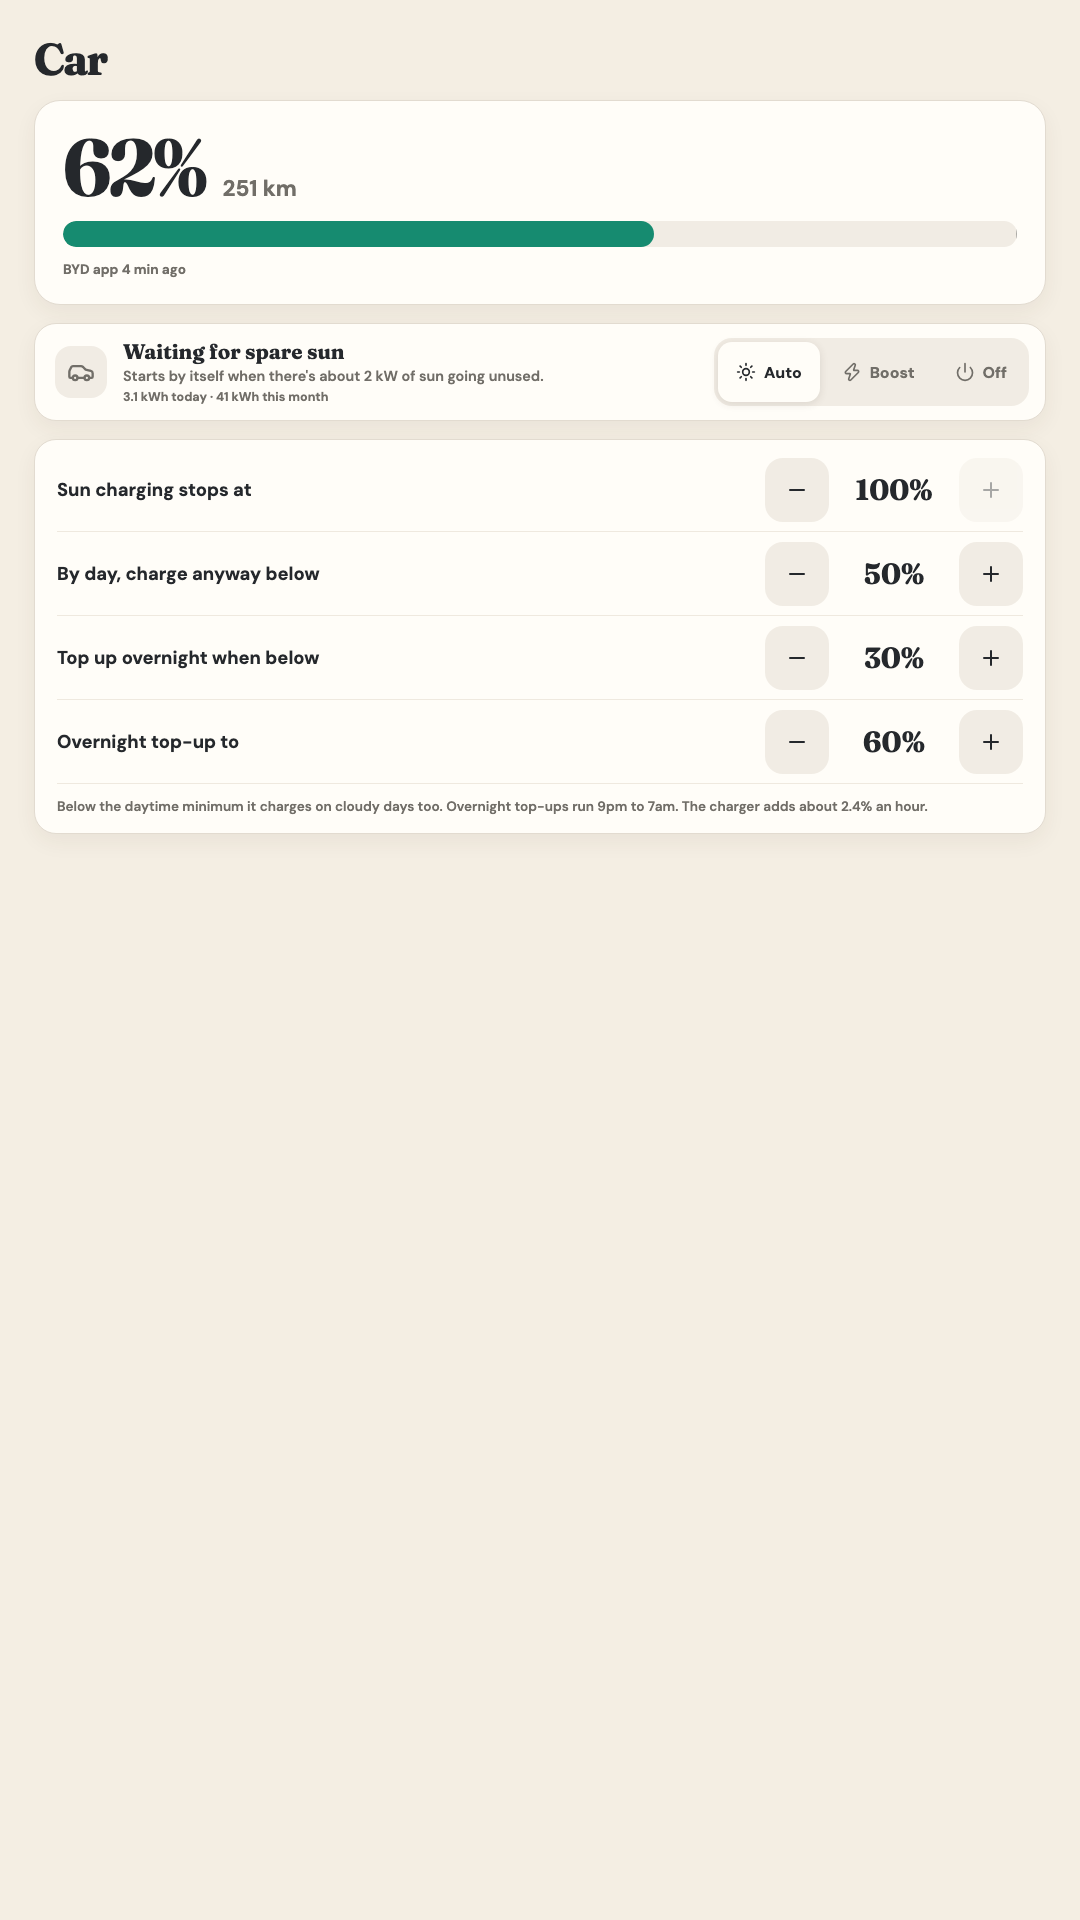 Car
62% 251 km
BYD app 4 min ago
Waiting for spare sun
Starts by itself when there's about 2 kW of sun going unused.
3.1 kWh today · 41 kWh this month
Auto Boost Off
Sun charging stops at − 100% +
By day, charge anyway below − 50% +
Top up overnight when below − 30% +
Overnight top-up to − 60% +
Below the daytime minimum it charges on cloudy days too. Overnight top-ups run 9pm to 7am. The charger adds about 2.4% an hour.